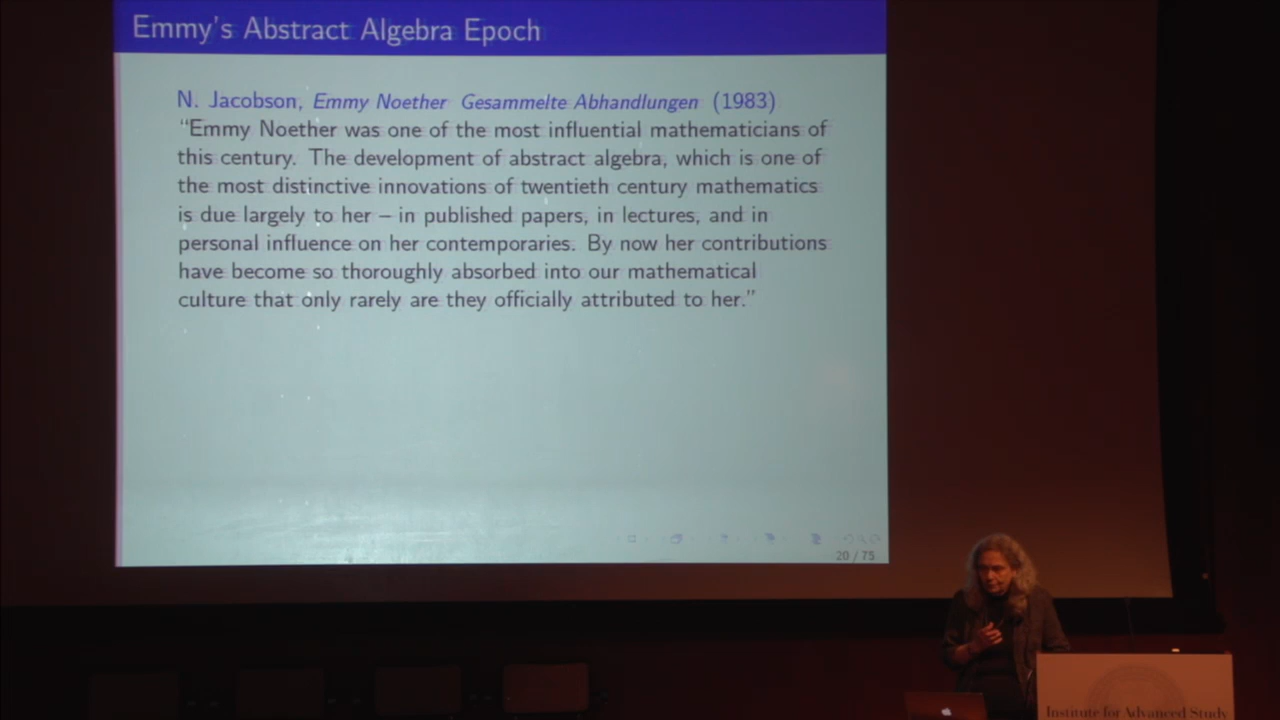 Emmy's Abstract Algebra Epoch
N. Jacobson, Emmy Noether Gesammelte Abhandlungen (1983)
"Emmy Noether was one of the most influential mathematicians of
this century. The development of abstract algebra, which is one of
the most distinctive innovations of twentieth century mathematics
is due largely to her – in published papers, in lectures, and in
personal influence on her contemporaries. By now her contributions
have become so thoroughly absorbed into our mathematical
culture that only rarely are they officially attributed to her."
20 / 75
Institute for Advanced Study